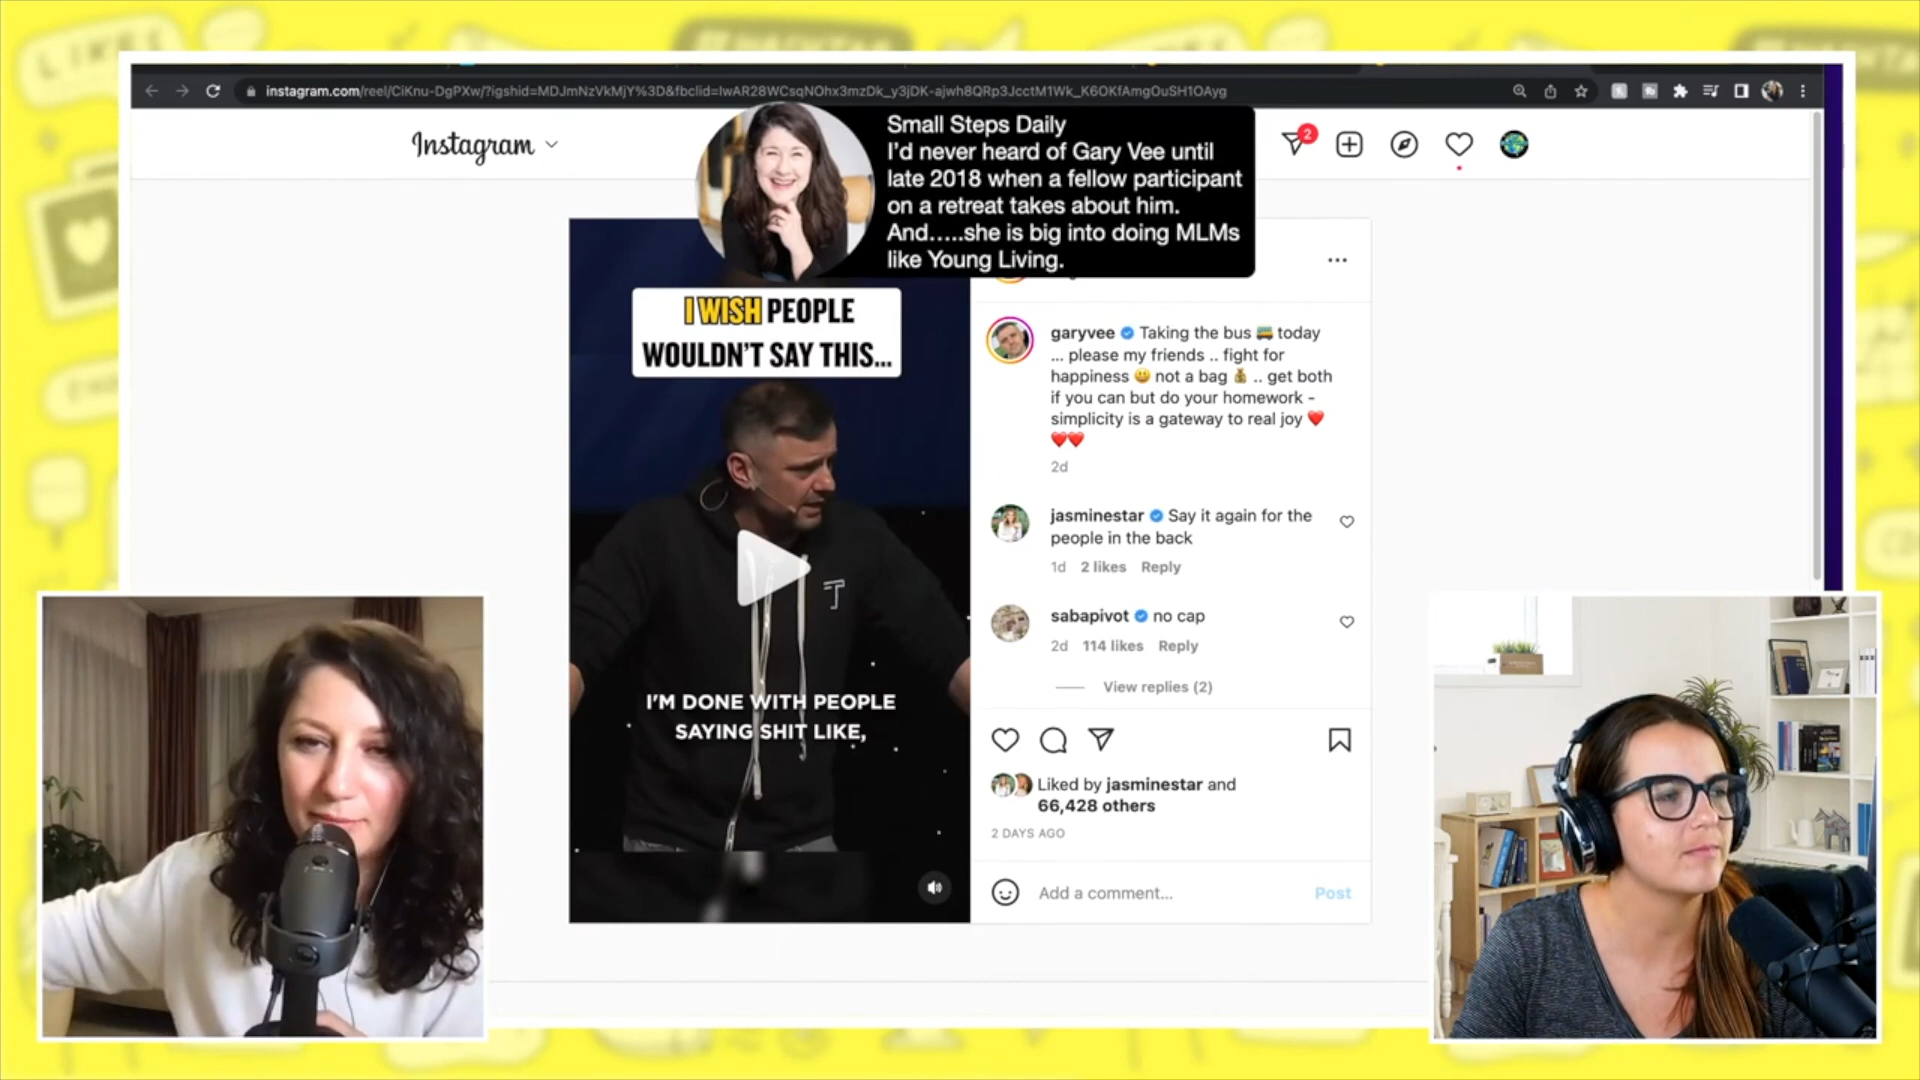 LIKES
instagram.com/reel/CiKnu-DgPXw/?igshid=MDJmNzVkMjY%3D&fbclid=IwAR28WCsqNOhx3mzDk_y3jDK-ajwh8QRp3JcctM1Wk_K6OKfAmgOuSH1OAyg
Instagram
2
Small Steps Daily
I'd never heard of Gary Vee until
late 2018 when a fellow participant
on a retreat takes about him.
And.....she is big into doing MLMs
like Young Living.
I WISH PEOPLE
WOULDN'T SAY THIS...
I'M DONE WITH PEOPLE
SAYING SHIT LIKE,
garyvee Taking the bus 🚌 today
... please my friends .. fight for
happiness 😃 not a bag 💰 .. get both
if you can but do your homework -
simplicity is a gateway to real joy ❤️
❤️❤️
2d
jasminestar Say it again for the
people in the back
1d 2 likes Reply
sabapivot no cap
2d 114 likes Reply
View replies (2)
Liked by jasminestar and
66,428 others
2 DAYS AGO
Add a comment... Post